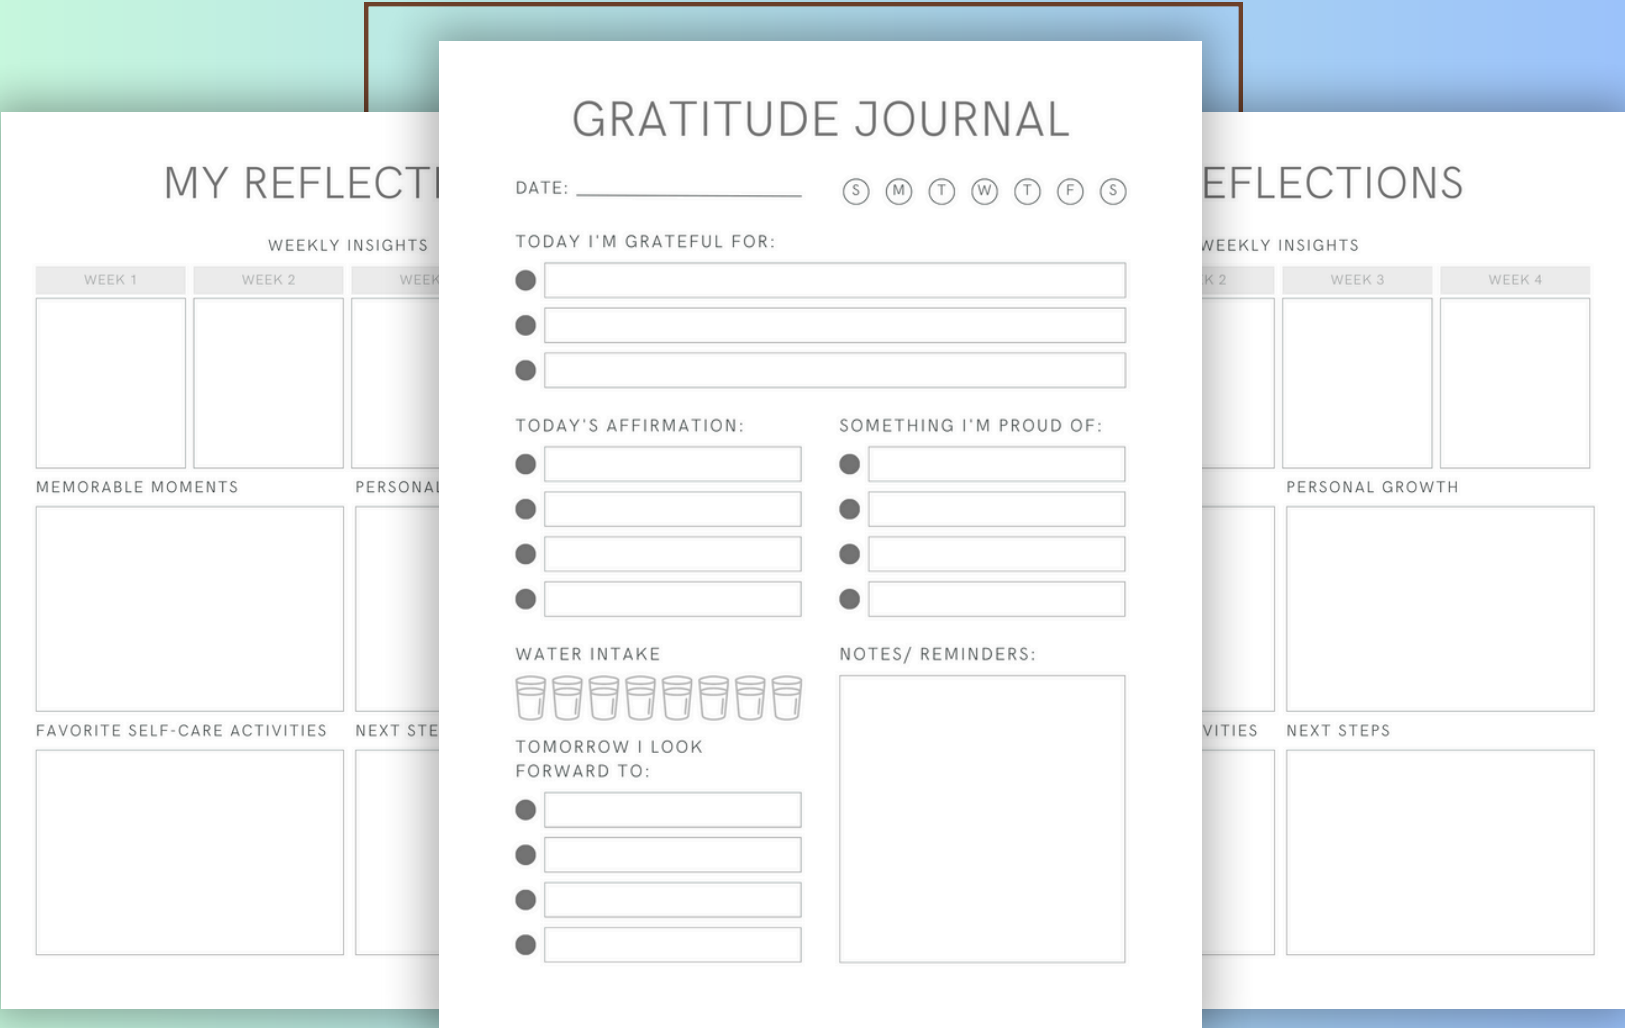 GRATITUDE JOURNAL
DATE:
S M T W T F S
TODAY I'M GRATEFUL FOR:
TODAY'S AFFIRMATION:
SOMETHING I'M PROUD OF:
WATER INTAKE
NOTES/ REMINDERS:
TOMORROW I LOOK
FORWARD TO:
MY REFLECTI
WEEKLY INSIGHTS
WEEK 1
WEEK 2
WEEK
MEMORABLE MOMENTS
PERSONAL
FAVORITE SELF-CARE ACTIVITIES
NEXT STE
EFLECTIONS
WEEKLY INSIGHTS
K 2
WEEK 3
WEEK 4
PERSONAL GROWTH
VITIES
NEXT STEPS